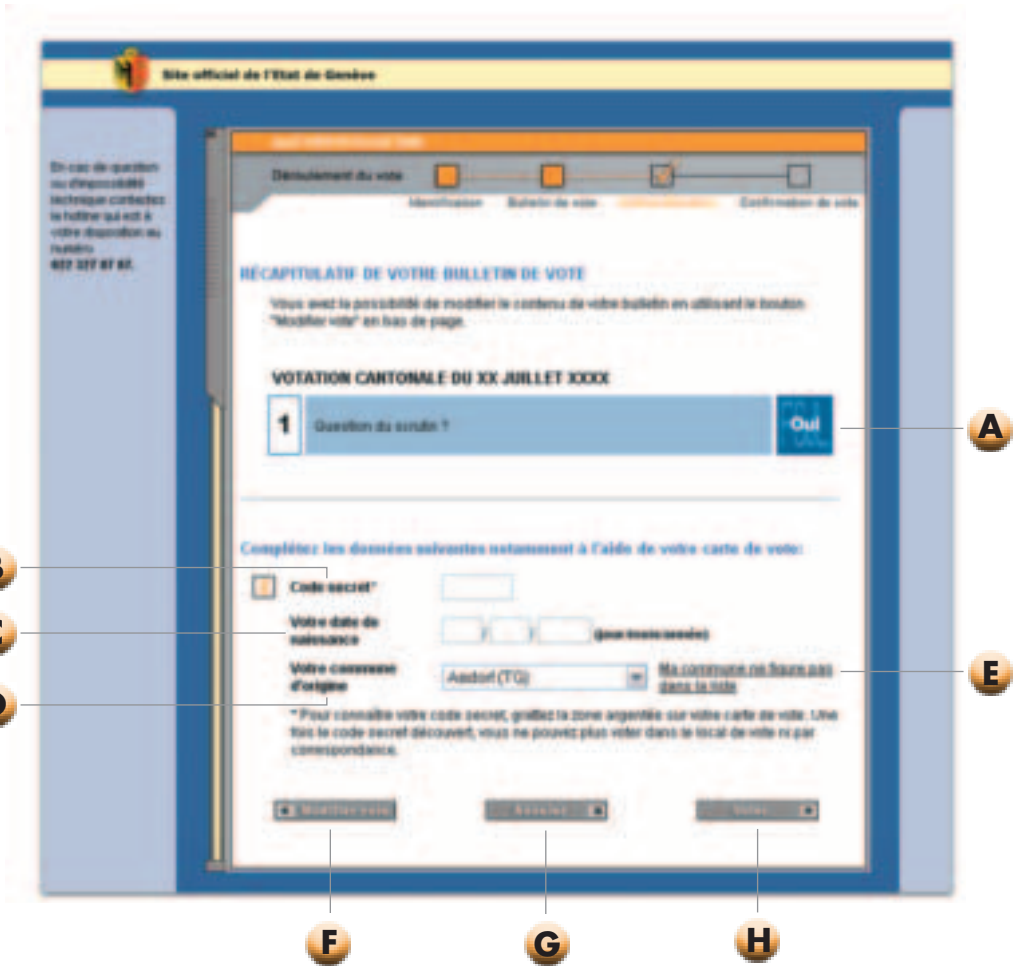 Site officiel de l'Etat de Genève
En cas de question
ou d'impossibilité
technique contactez
la hotline qui est à
votre disposition au
numéro
022 327 87 87.
Déroulement du vote
Identification Bulletin de vote Confirmation de vote
RÉCAPITULATIF DE VOTRE BULLETIN DE VOTE
Vous avez la possibilité de modifier le contenu de votre bulletin en utilisant le bouton
"Modifier vote" en bas de page.
VOTATION CANTONALE DU XX JUILLET XXXX
1 Question du scrutin ? Oui
A
Complétez les données suivantes notamment à l'aide de votre carte de vote:
B
Code secret*
C
Votre date de
naissance
/ / (jour/mois/année)
Votre commune
d'origine
Aadorf (TG)
Ma commune ne figure pas
dans la liste
E
D
* Pour connaître votre code secret, grattez la zone argentée sur votre carte de vote. Une
fois le code secret découvert, vous ne pouvez plus voter dans le local de vote ni par
correspondance.
Modifier vote Annuler Voter
F G H